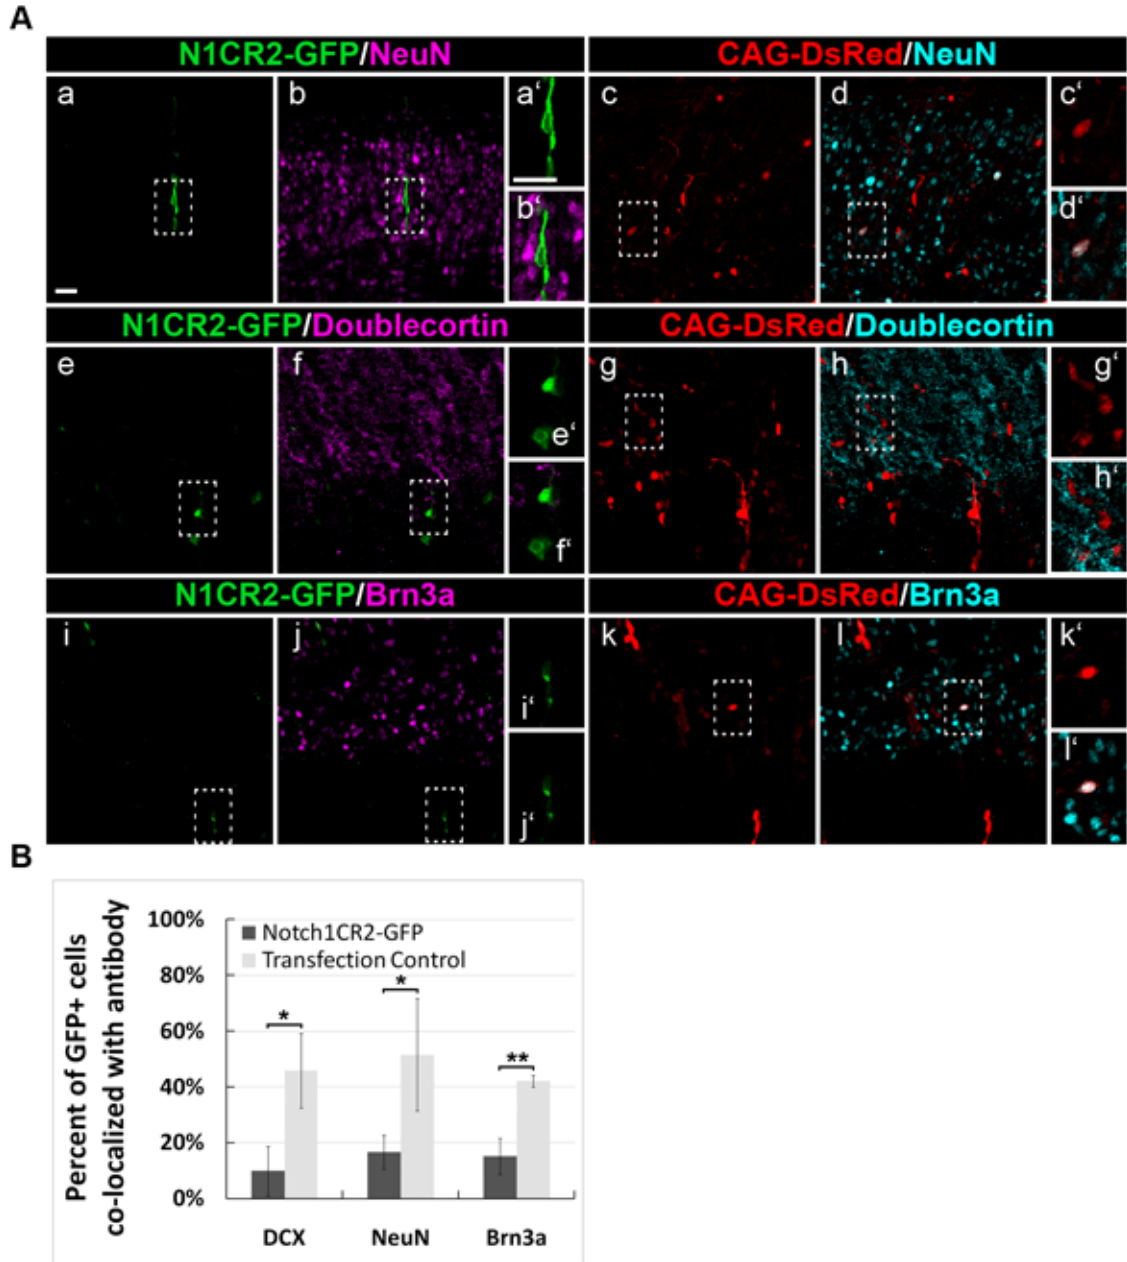 A
N1CR2-GFP/NeuN
CAG-DsRed/NeuN
a
b
a'
b'
c
d
c'
d'
N1CR2-GFP/Doublecortin
CAG-DsRed/Doublecortin
e
f
e'
f'
g
h
g'
h'
N1CR2-GFP/Brn3a
CAG-DsRed/Brn3a
i
j
i'
j'
k
l
k'
l'
B
Percent of GFP+ cells
co-localized with antibody
100%
80%
60%
40%
20%
0%
Notch1CR2-GFP
Transfection Control
*
*
**
DCX
NeuN
Brn3a